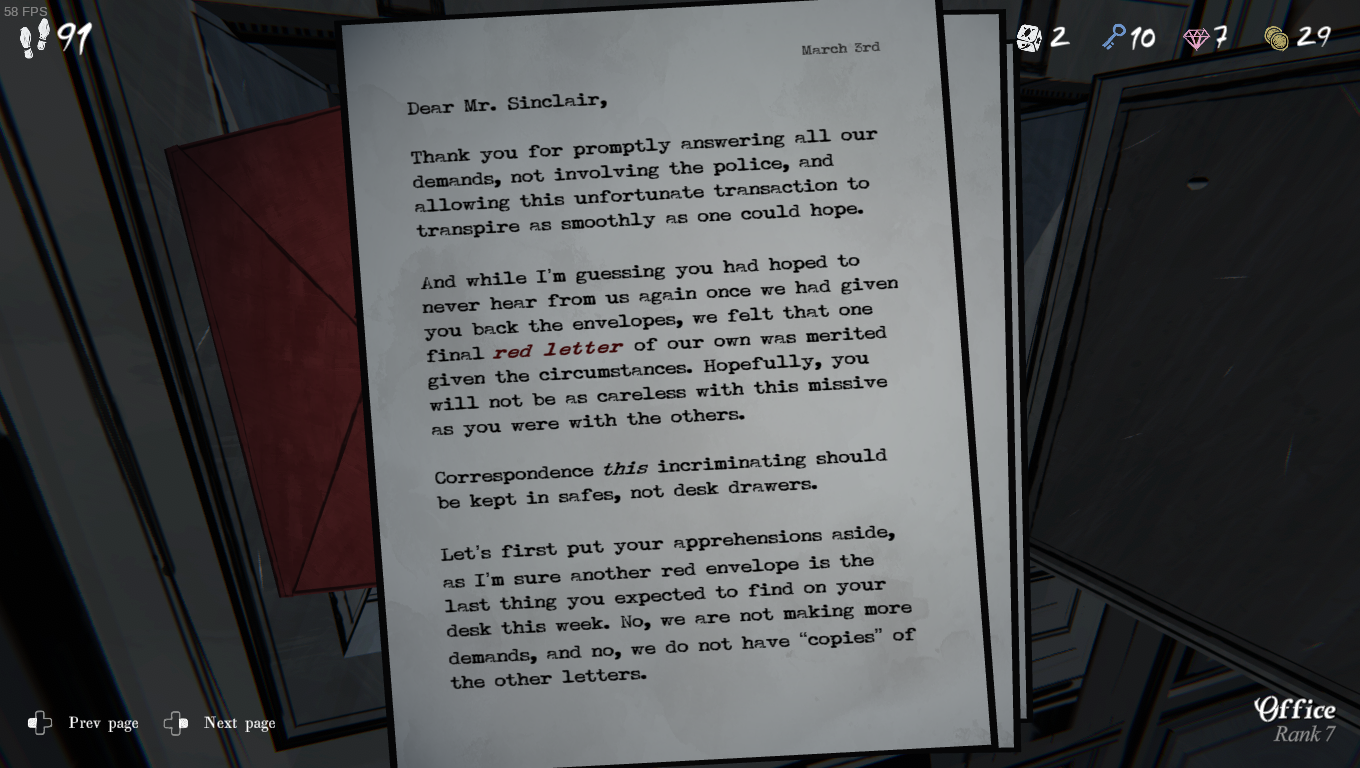 58 FPS
91
2
10
7
29
March 3rd
Dear Mr. Sinclair,
Thank you for promptly answering all our
demands, not involving the police, and
allowing this unfortunate transaction to
transpire as smoothly as one could hope.
And while I'm guessing you had hoped to
never hear from us again once we had given
you back the envelopes, we felt that one
final red letter of our own was merited
given the circumstances. Hopefully, you
will not be as careless with this missive
as you were with the others.
Correspondence this incriminating should
be kept in safes, not desk drawers.
Let's first put your apprehensions aside,
as I'm sure another red envelope is the
last thing you expected to find on your
desk this week. No, we are not making more
demands, and no, we do not have “copies” of
the other letters.
Prev page
Next page
Office
Rank 7